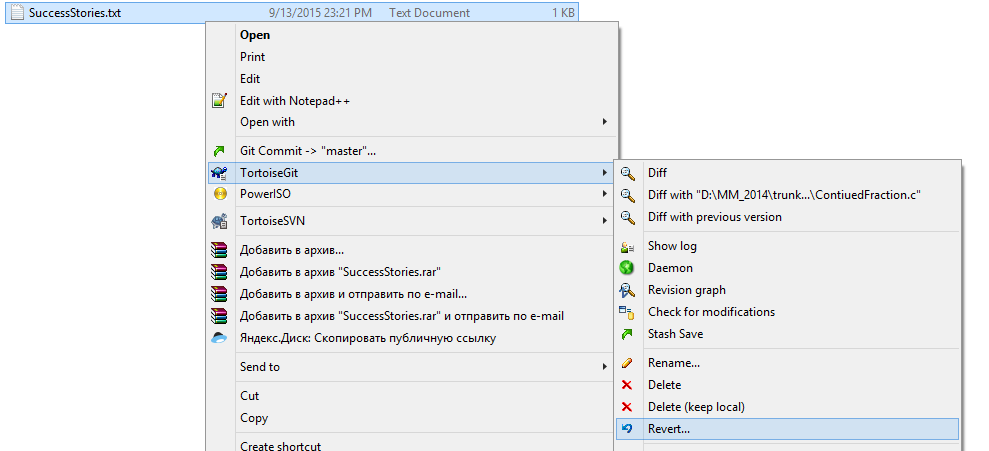 SuccessStories.txt 9/13/2015 23:21 PM Text Document 1 KB
Open
Print
Edit
Edit with Notepad++
Open with
Git Commit -> "master"...
TortoiseGit
PowerISO
TortoiseSVN
Добавить в архив...
Добавить в архив "SuccessStories.rar"
Добавить в архив и отправить по e-mail...
Добавить в архив "SuccessStories.rar" и отправить по e-mail
Яндекс.Диск: Скопировать публичную ссылку
Send to
Cut
Copy
Create shortcut
Diff
Diff with "D:\MM_2014\trunk...\ContiuedFraction.c"
Diff with previous version
Show log
Daemon
Revision graph
Check for modifications
Stash Save
Rename...
Delete
Delete (keep local)
Revert...